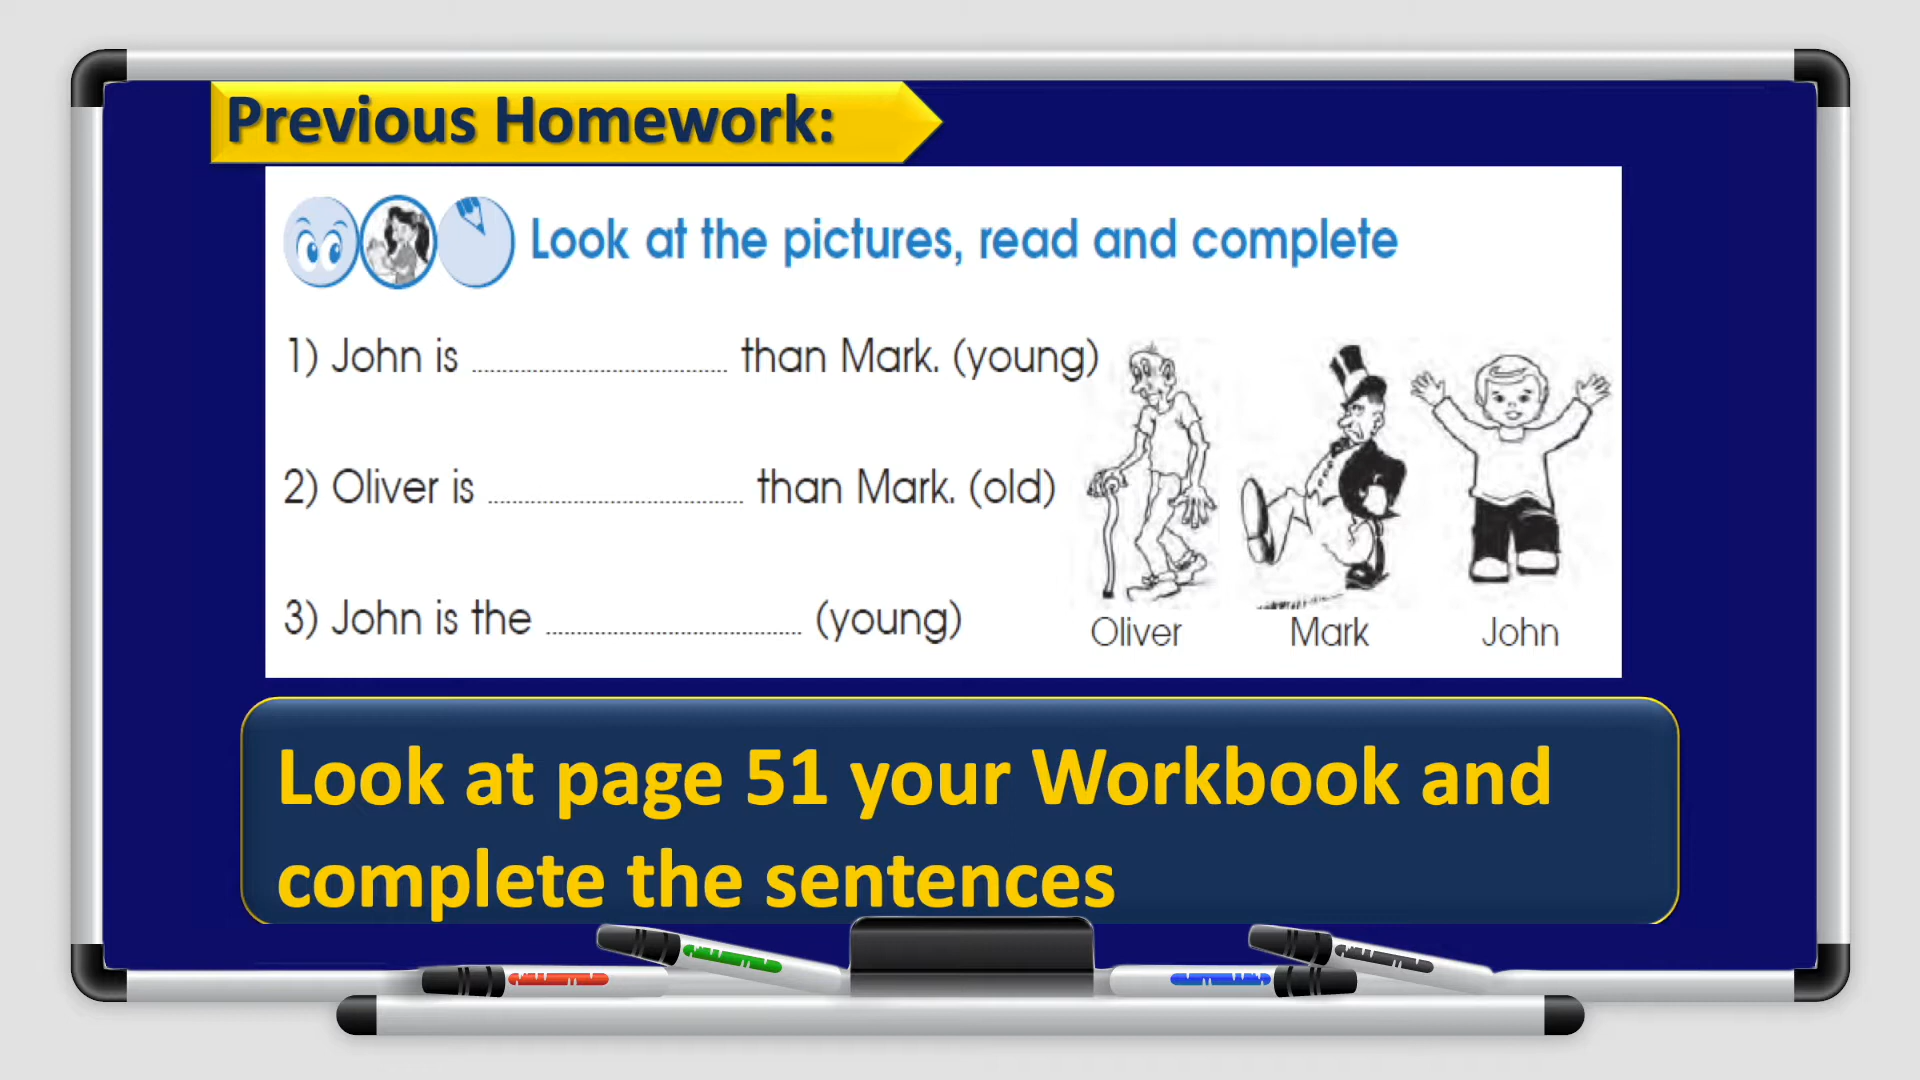 Previous Homework:
Look at the pictures, read and complete
1) John is ........................ than Mark. (young)
2) Oliver is ........................ than Mark. (old)
3) John is the ........................ (young)
Oliver Mark John
Look at page 51 your Workbook and
complete the sentences